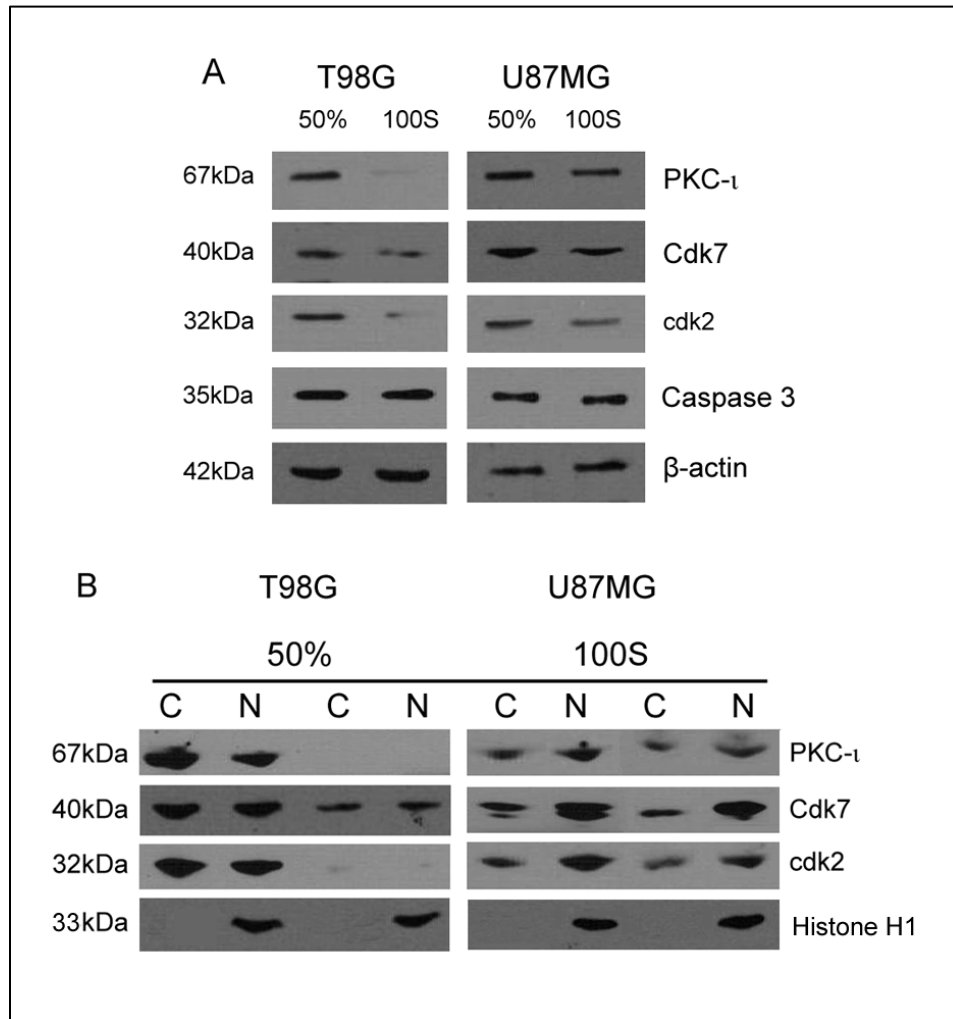 A
T98G U87MG
50% 100S 50% 100S
67kDa PKC-ι
40kDa Cdk7
32kDa cdk2
35kDa Caspase 3
42kDa β-actin
B T98G U87MG
50% 100S
C N C N C N C N
67kDa PKC-ι
40kDa Cdk7
32kDa cdk2
33kDa Histone H1